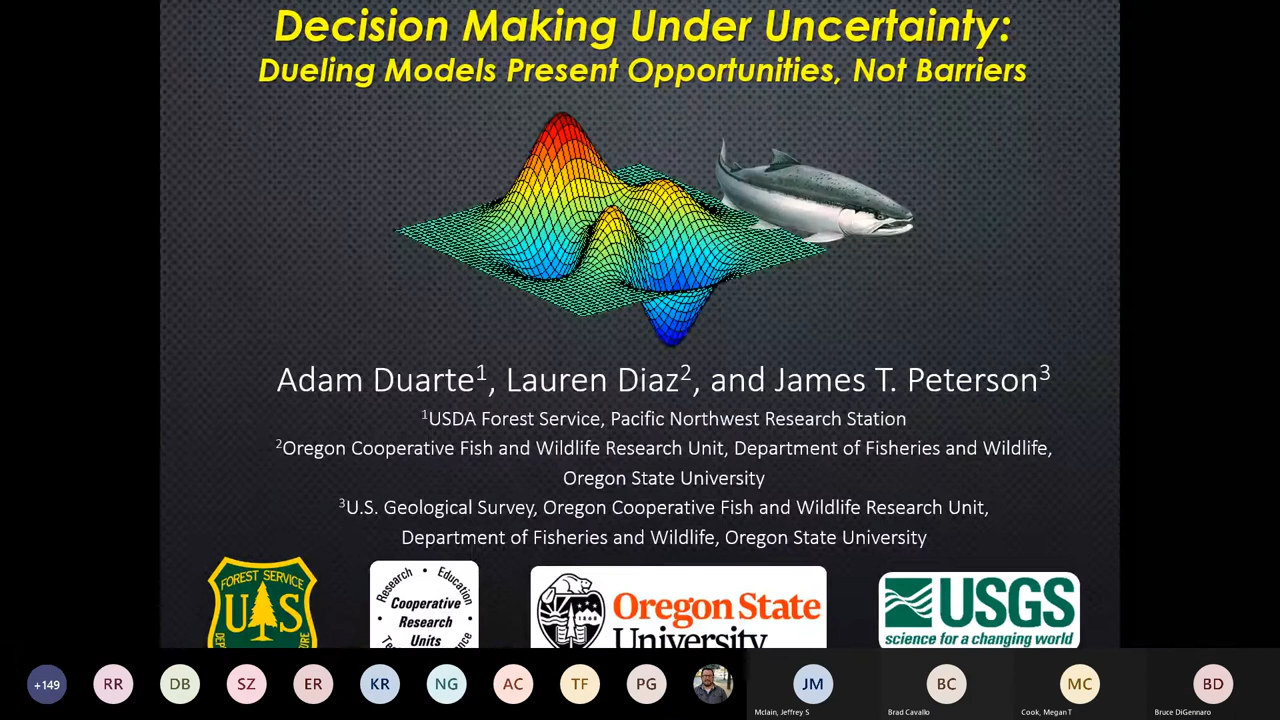 Decision Making Under Uncertainty:
Dueling Models Present Opportunities, Not Barriers
Adam Duarte1, Lauren Diaz2, and James T. Peterson3
1USDA Forest Service, Pacific Northwest Research Station
2Oregon Cooperative Fish and Wildlife Research Unit, Department of Fisheries and Wildlife,
Oregon State University
3U.S. Geological Survey, Oregon Cooperative Fish and Wildlife Research Unit,
Department of Fisheries and Wildlife, Oregon State University
FOREST SERVICE
U S
Research • Education
Cooperative
Research
Units
Oregon State
University
USGS
science for a changing world
+149
RR
DB
SZ
ER
KR
NG
AC
TF
PG
JM
BC
MC
BD
Mclain, Jeffrey S
Brad Cavallo
Cook, Megan T
Bruce DiGennaro